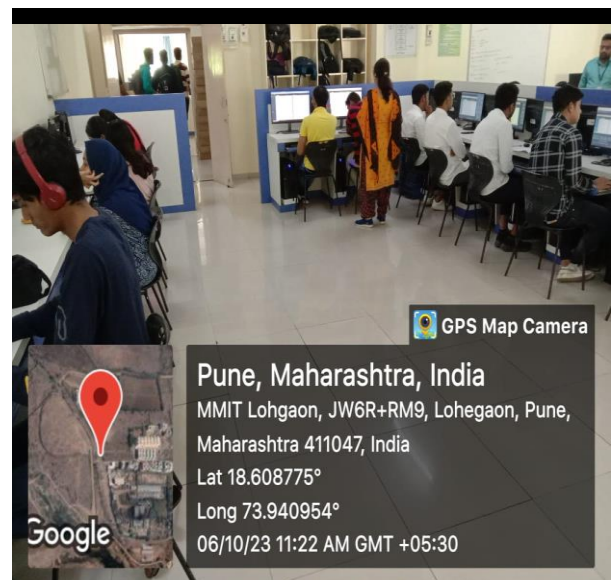 GPS Map Camera
Pune, Maharashtra, India
MMIT Lohgaon, JW6R+RM9, Lohegaon, Pune,
Maharashtra 411047, India
Lat 18.608775°
Long 73.940954°
06/10/23 11:22 AM GMT +05:30
Google